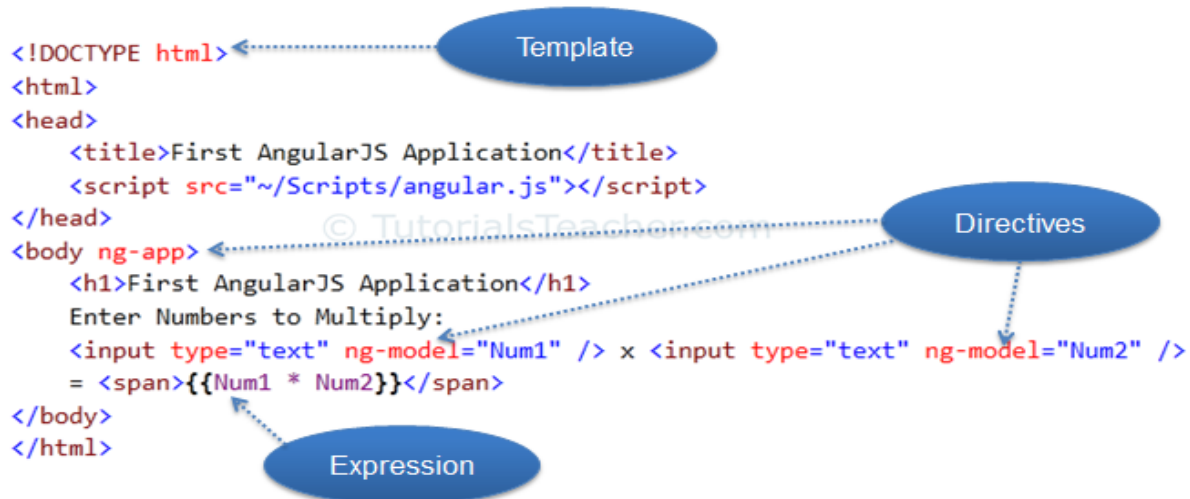 Template
<!DOCTYPE html>
<html>
<head>
<title>First AngularJS Application</title>
<script src="~/Scripts/angular.js"></script>
</head>
© TutorialsTeacher.com
Directives
<body ng-app>
<h1>First AngularJS Application</h1>
Enter Numbers to Multiply:
<input type="text" ng-model="Num1" /> x <input type="text" ng-model="Num2" />
= <span>{{Num1 * Num2}}</span>
</body>
</html>
Expression